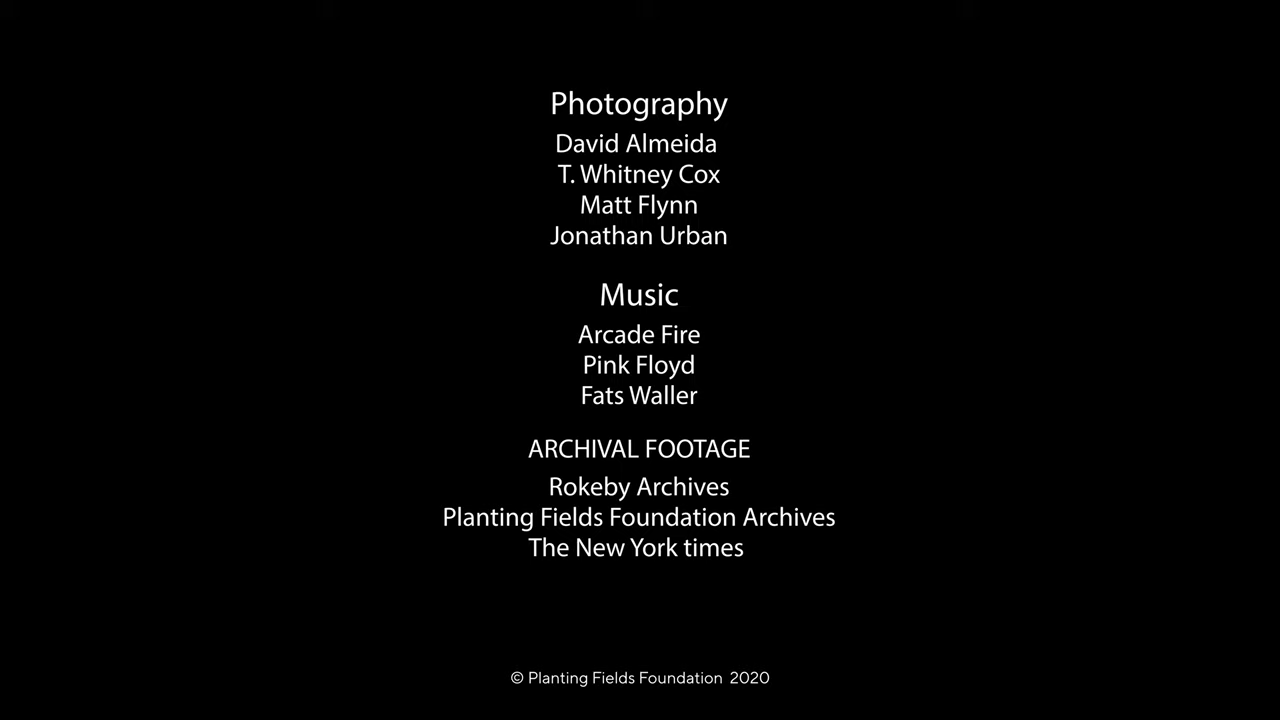 Photography
David Almeida
T. Whitney Cox
Matt Flynn
Jonathan Urban
Music
Arcade Fire
Pink Floyd
Fats Waller
ARCHIVAL FOOTAGE
Rokeby Archives
Planting Fields Foundation Archives
The New York times
© Planting Fields Foundation 2020